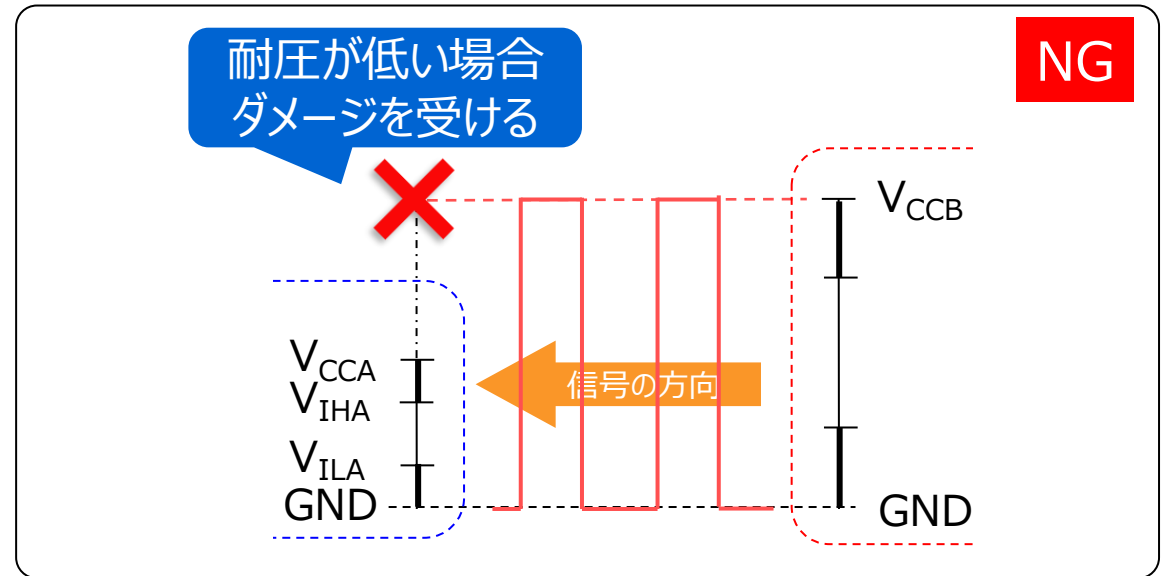 耐圧が低い場合
ダメージを受ける
NG
VCCB
VCCA
VIHA
信号の方向
VILA
GND
GND